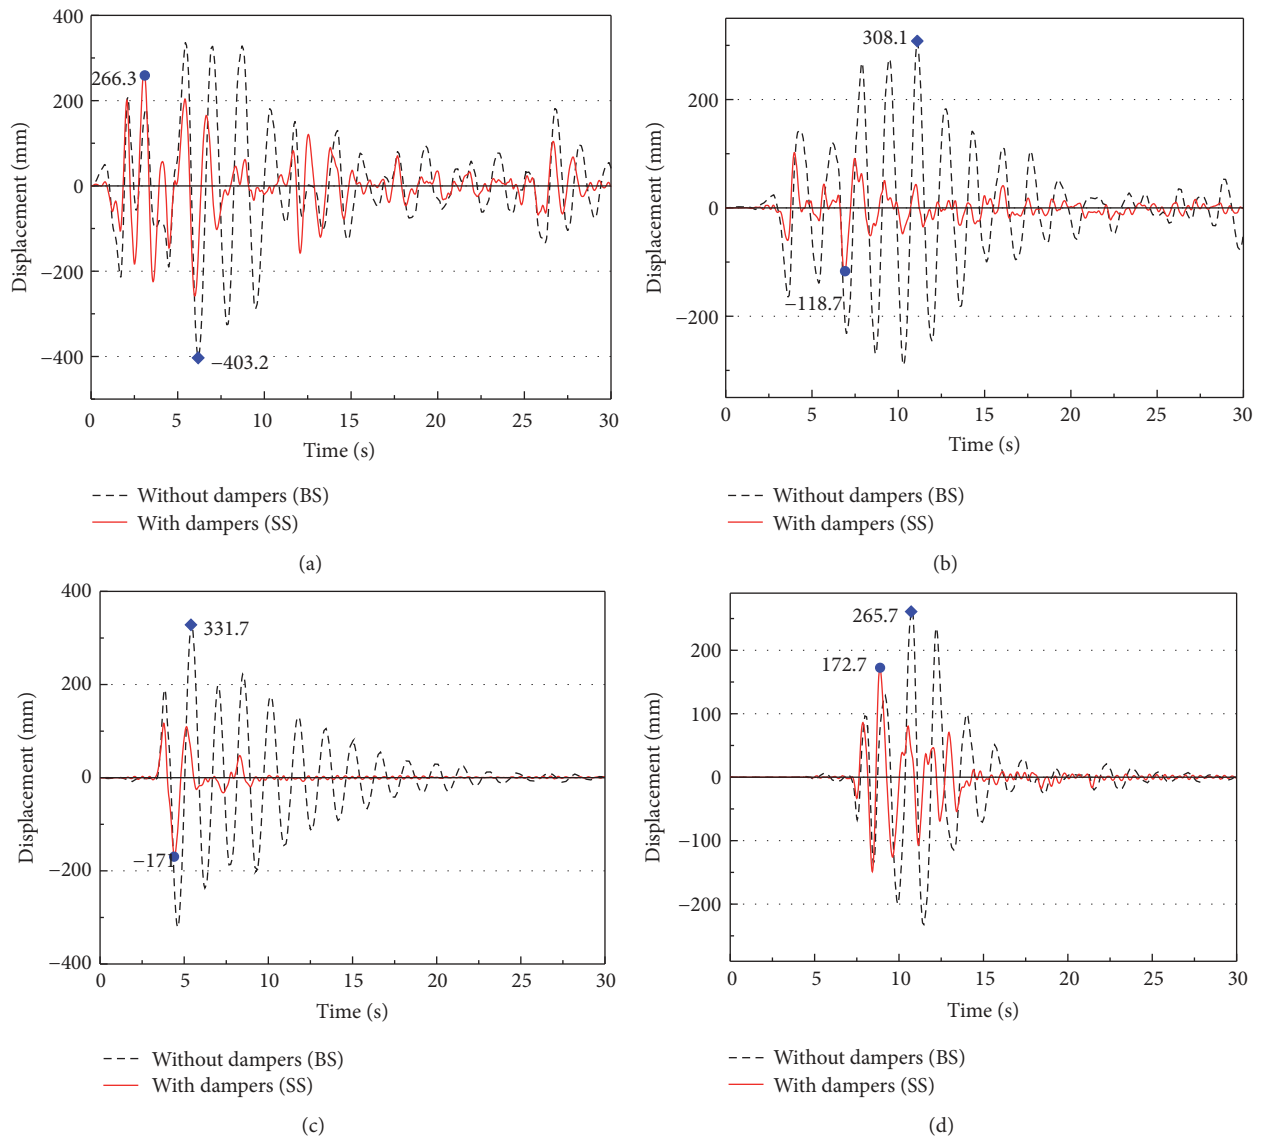 400
200
0
−200
−400
Displacement (mm)
266.3
−403.2
0 5 10 15 20 25 30
Time (s)
Without dampers (BS)
With dampers (SS)
(a)
200
0
−200
Displacement (mm)
308.1
−118.7
0 5 10 15 20 25 30
Time (s)
Without dampers (BS)
With dampers (SS)
(b)
400
200
0
−200
−400
Displacement (mm)
331.7
−171
0 5 10 15 20 25 30
Time (s)
Without dampers (BS)
With dampers (SS)
(c)
200
100
0
−100
−200
Displacement (mm)
265.7
172.7
0 5 10 15 20 25 30
Time (s)
Without dampers (BS)
With dampers (SS)
(d)